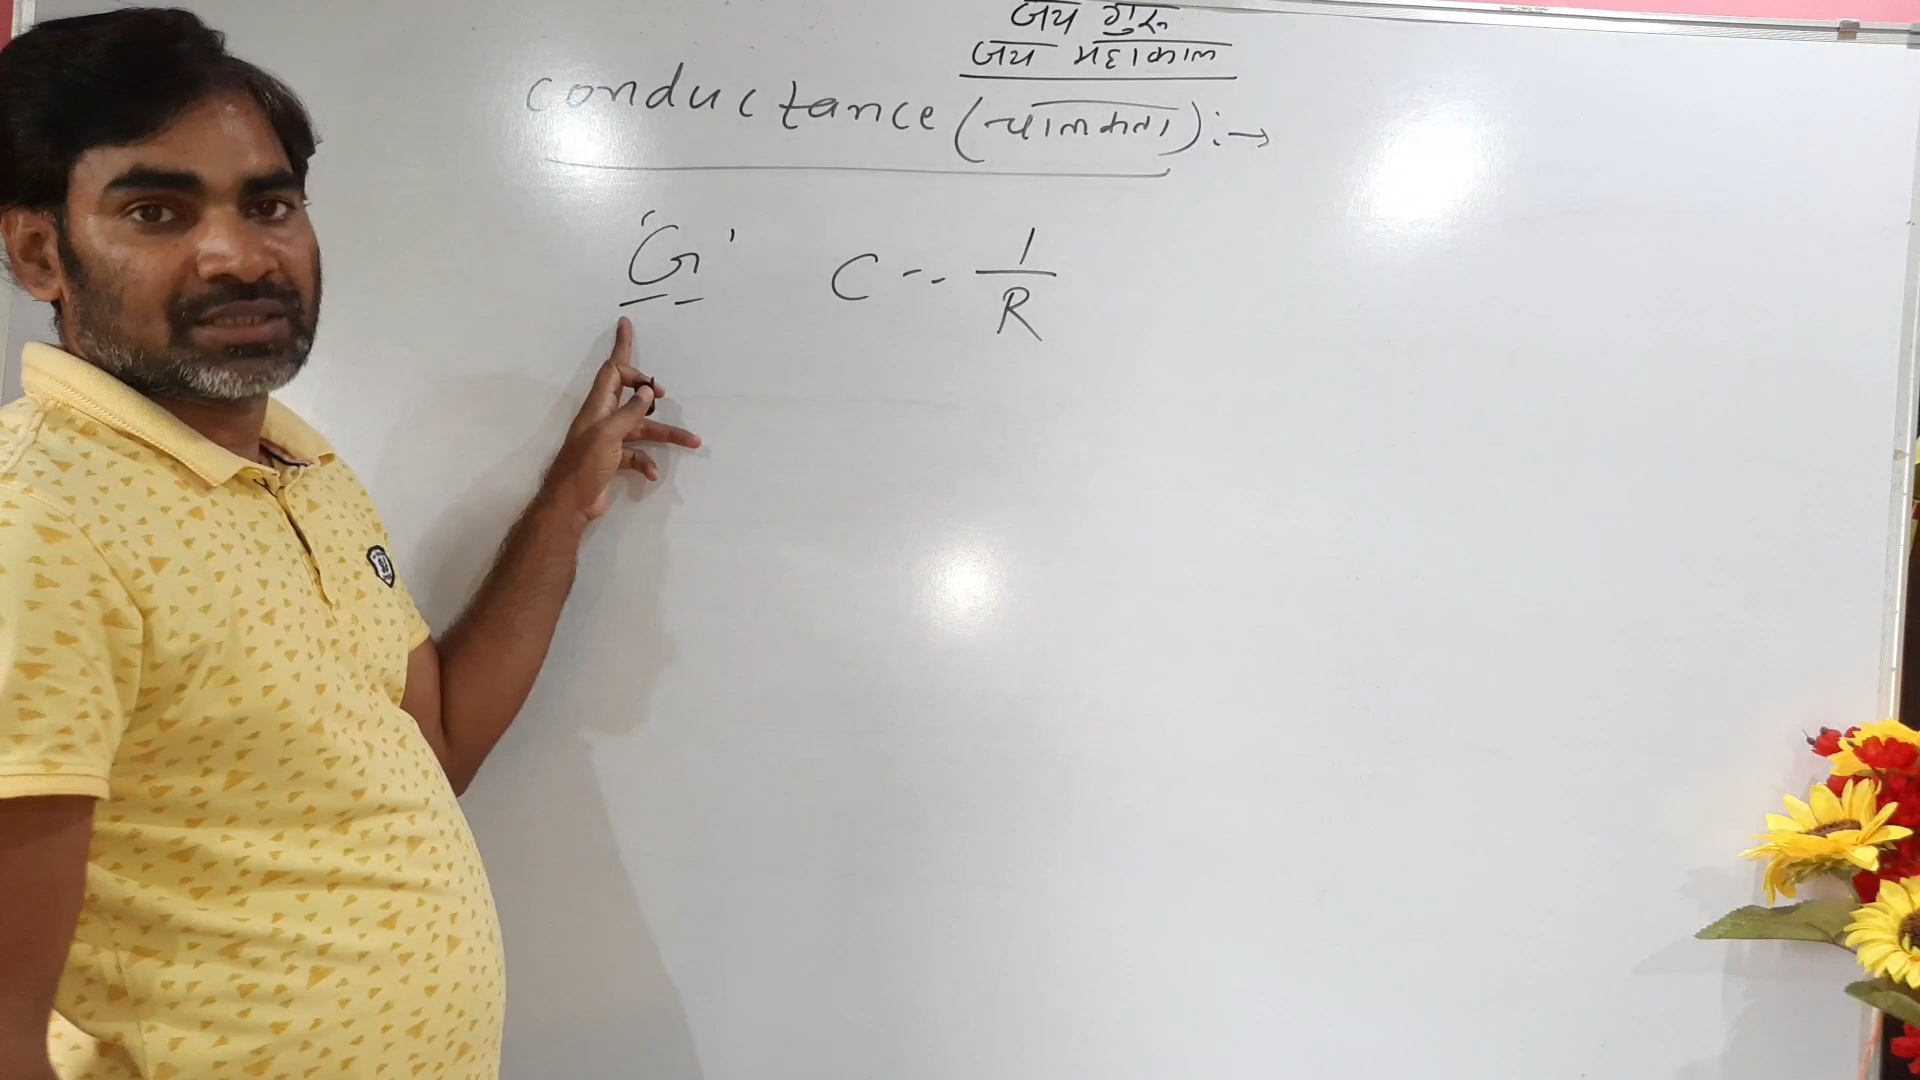 जय गुरु
जय महाकाल
conductance (चालकता) :→
'G' C -- 1/R